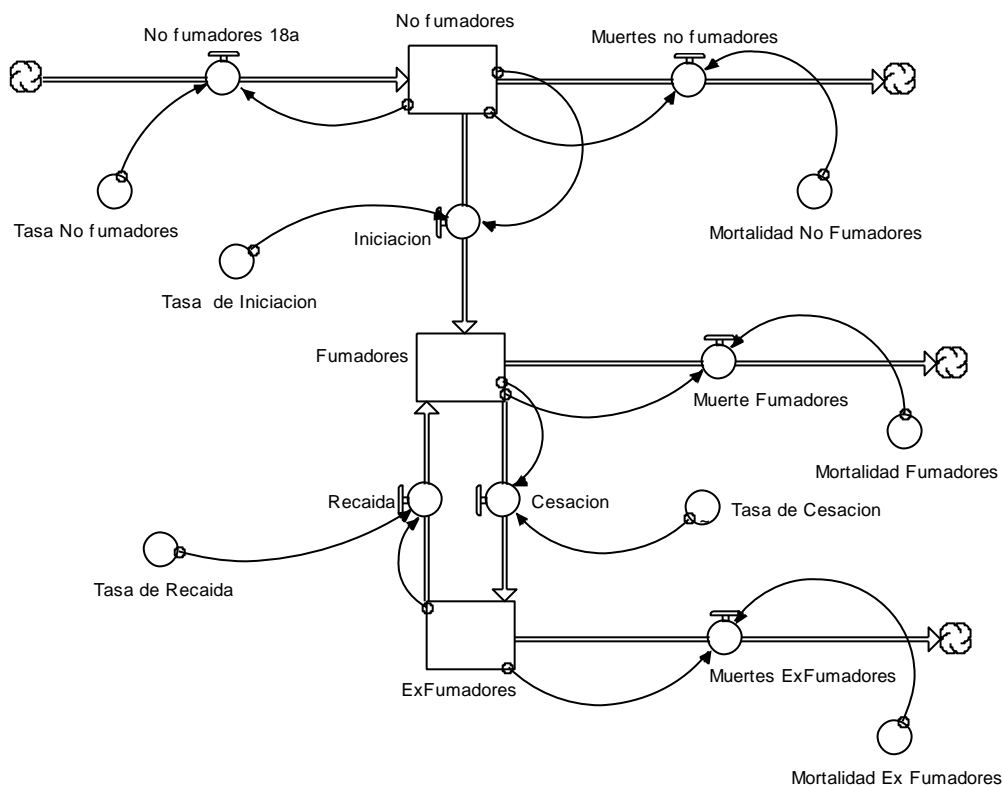 No fumadores
No fumadores 18a
Muertes no fumadores
Tasa No fumadores
Iniciacion
Mortalidad No Fumadores
Tasa de Iniciacion
Fumadores
Muerte Fumadores
Mortalidad Fumadores
Recaida
Cesacion
Tasa de Cesacion
Tasa de Recaida
ExFumadores
Muertes ExFumadores
Mortalidad Ex Fumadores